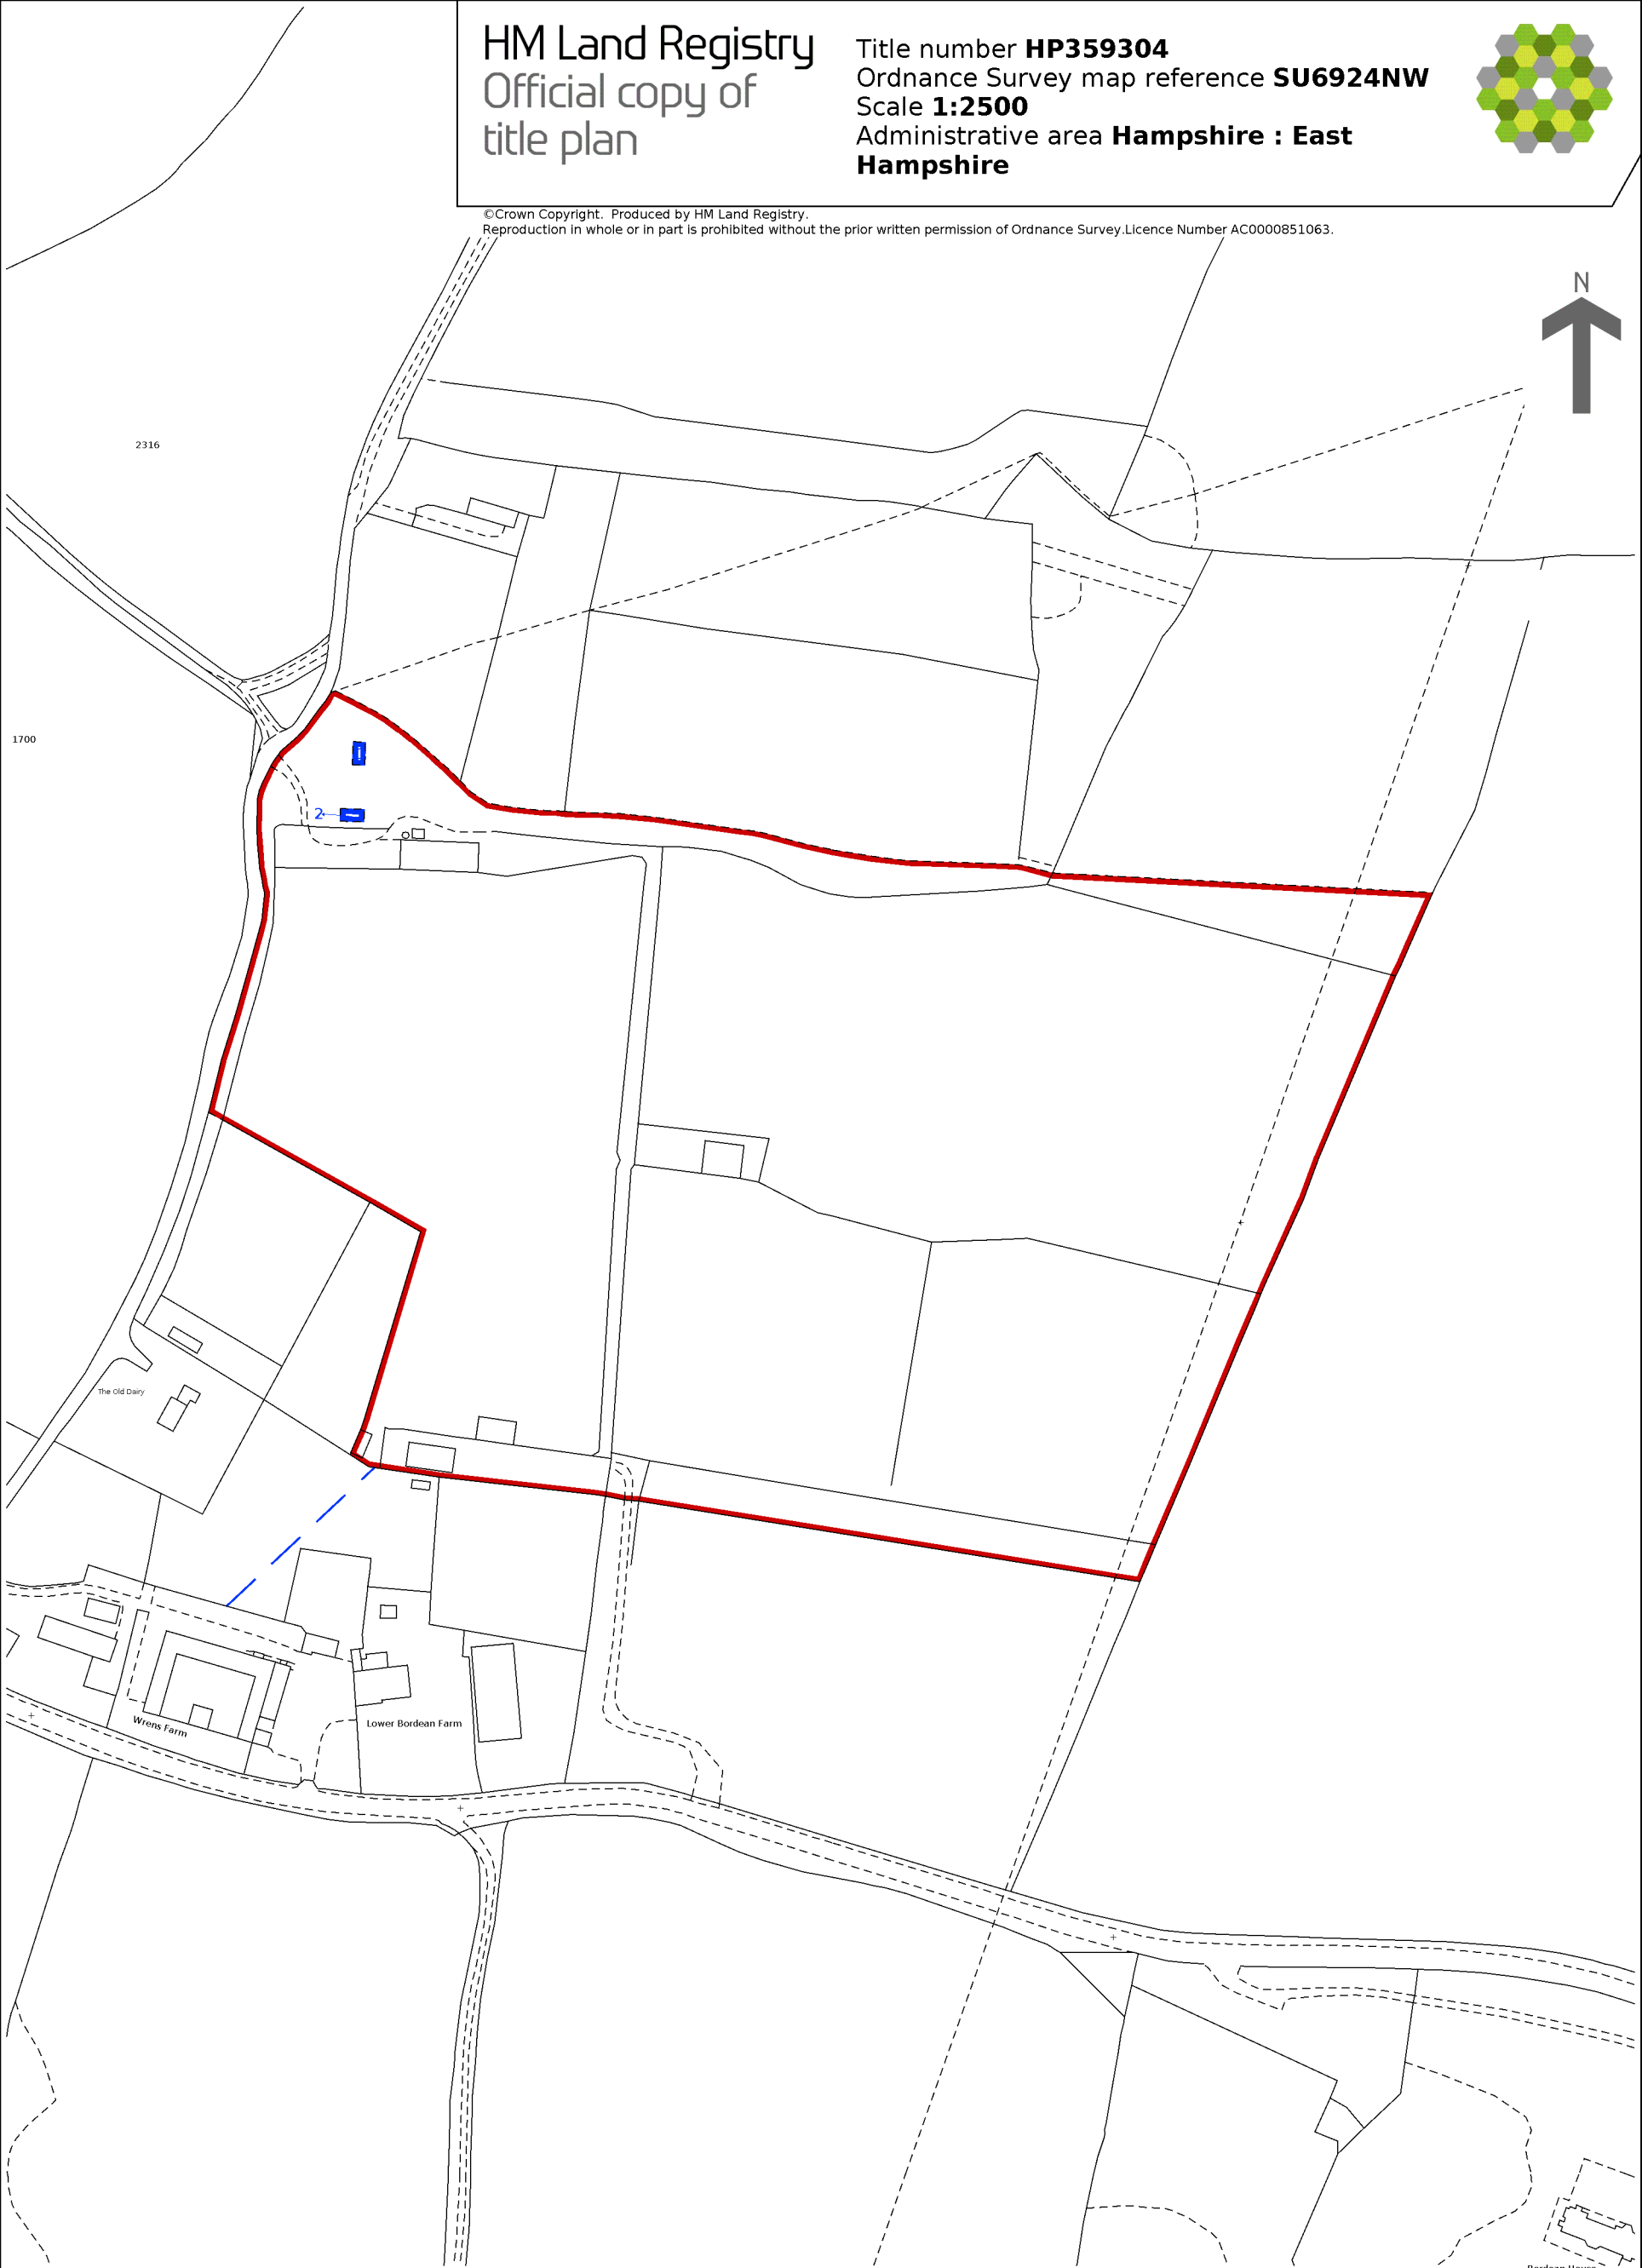 HM Land Registry
Official copy of
title plan
Title number HP359304
Ordnance Survey map reference SU6924NW
Scale 1:2500
Administrative area Hampshire : East
Hampshire
©Crown Copyright. Produced by HM Land Registry.
Reproduction in whole or in part is prohibited without the prior written permission of Ordnance Survey.Licence Number AC0000851063.
N
2316
1700
2
The Old Dairy
Wrens Farm
Lower Bordean Farm